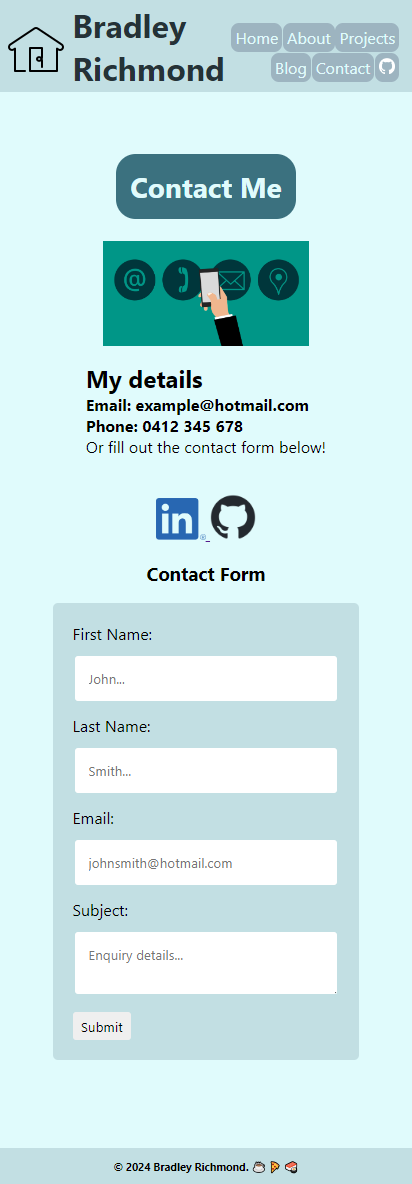 Bradley
Richmond
Home About Projects
Blog Contact
Contact Me
@
My details
Email: example@hotmail.com
Phone: 0412 345 678
Or fill out the contact form below!
in®
Contact Form
First Name:
John...
Last Name:
Smith...
Email:
johnsmith@hotmail.com
Subject:
Enquiry details...
Submit
© 2024 Bradley Richmond. 🍚 🍕 🍣